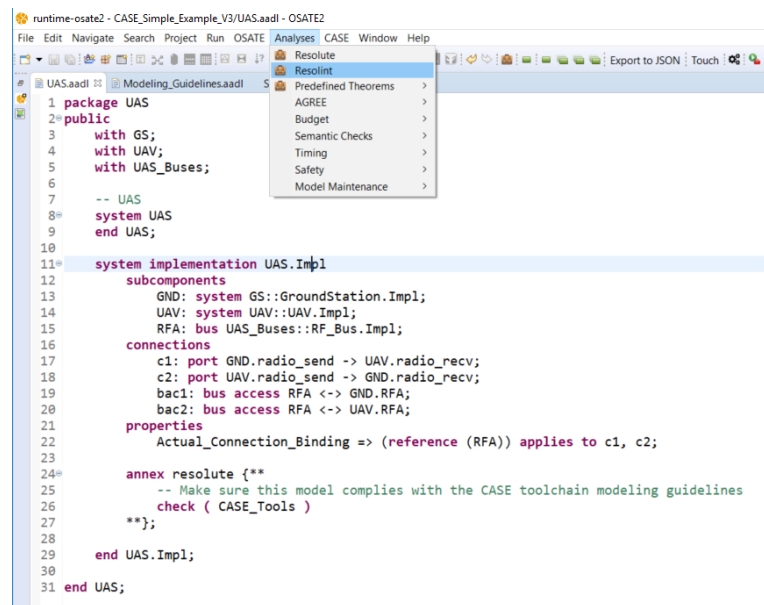 runtime-osate2 - CASE_Simple_Example_V3/UAS.aadl - OSATE2
File Edit Navigate Search Project Run OSATE Analyses CASE Window Help
Export to JSON Touch
UAS.aadl Modeling_Guidelines.aadl S
Resolute
Resolint
Predefined Theorems >
AGREE >
Budget >
Semantic Checks >
Timing >
Safety >
Model Maintenance >
1 package UAS
2 public
3 with GS;
4 with UAV;
5 with UAS_Buses;
6
7 -- UAS
8 system UAS
9 end UAS;
10
11 system implementation UAS.Impl
12 subcomponents
13 GND: system GS::GroundStation.Impl;
14 UAV: system UAV::UAV.Impl;
15 RFA: bus UAS_Buses::RF_Bus.Impl;
16 connections
17 c1: port GND.radio_send -> UAV.radio_recv;
18 c2: port UAV.radio_send -> GND.radio_recv;
19 bac1: bus access RFA <-> GND.RFA;
20 bac2: bus access RFA <-> UAV.RFA;
21 properties
22 Actual_Connection_Binding => (reference (RFA)) applies to c1, c2;
23
24 annex resolute {**
25 -- Make sure this model complies with the CASE toolchain modeling guidelines
26 check ( CASE_Tools )
27 **};
28
29 end UAS.Impl;
30
31 end UAS;